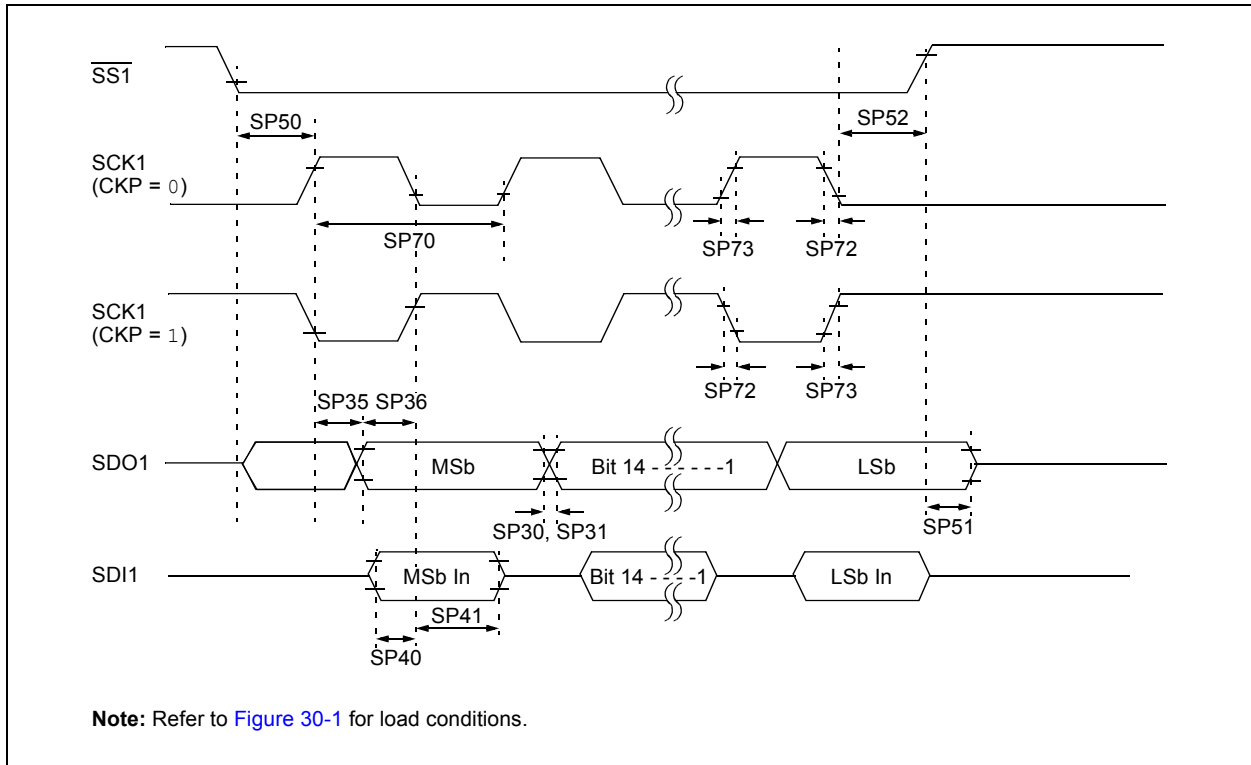 SS1
SP50
SP52
SCK1
(CKP = 0)
SP70
SP73
SP72
SCK1
(CKP = 1)
SP72
SP73
SP35
SP36
SDO1
MSb
Bit 14 - - - - - -1
LSb
SP30, SP31
SP51
SDI1
MSb In
Bit 14 - - - -1
LSb In
SP41
SP40
Note: Refer to Figure 30-1 for load conditions.